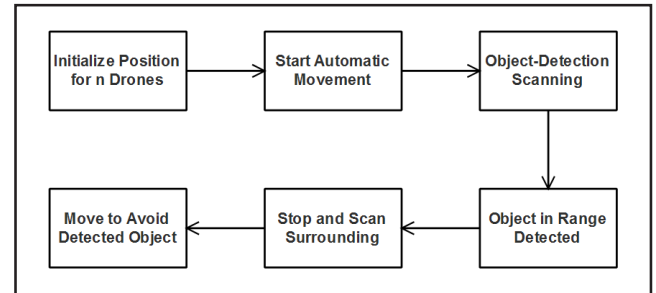 Initialize Position
for n Drones
Start Automatic
Movement
Object-Detection
Scanning
Object in Range
Detected
Stop and Scan
Surrounding
Move to Avoid
Detected Object